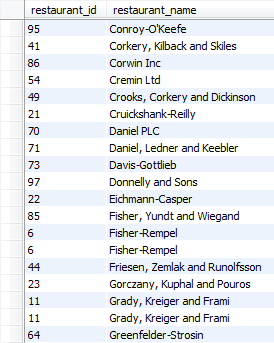 restaurant_id restaurant_name
95 Conroy-O'Keefe
41 Corkery, Kilback and Skiles
86 Corwin Inc
54 Cremin Ltd
49 Crooks, Corkery and Dickinson
21 Cruickshank-Reilly
70 Daniel PLC
71 Daniel, Ledner and Keebler
73 Davis-Gottlieb
97 Donnelly and Sons
22 Eichmann-Casper
85 Fisher, Yundt and Wiegand
6 Fisher-Rempel
6 Fisher-Rempel
44 Friesen, Zemlak and Runolfsson
23 Gorczany, Kuphal and Pouros
11 Grady, Kreiger and Frami
11 Grady, Kreiger and Frami
64 Greenfelder-Strosin